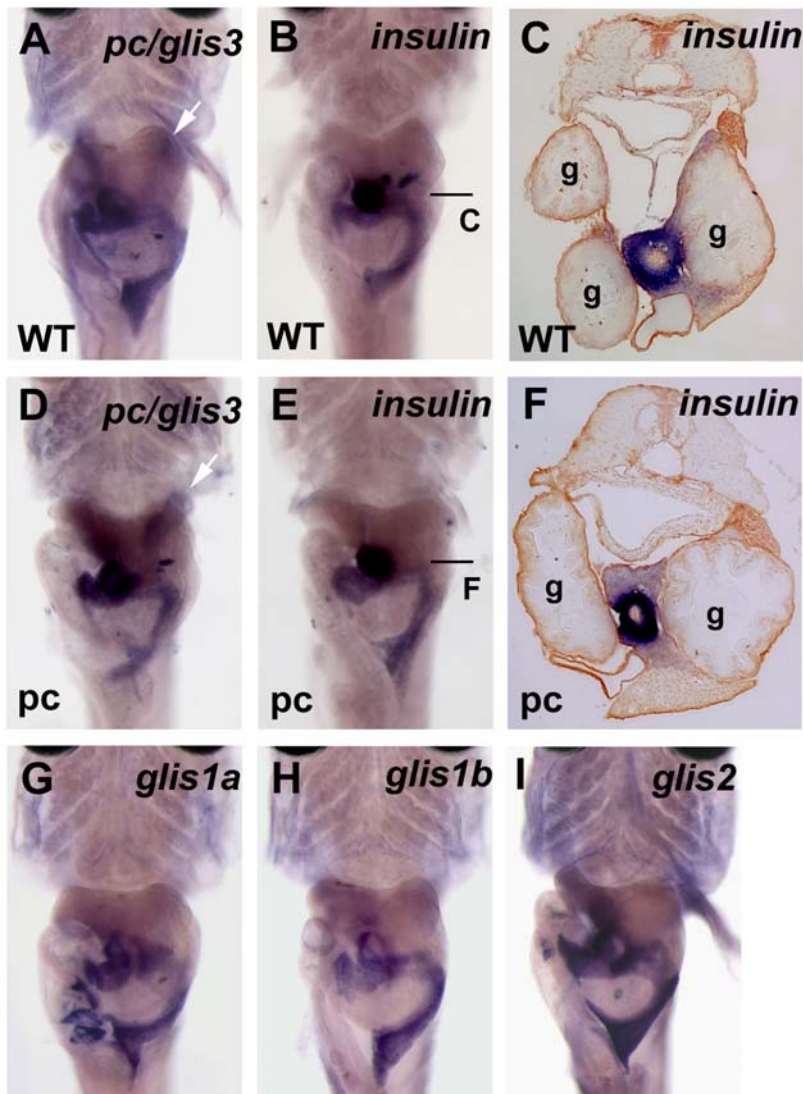 A pc/glis3
WT
B insulin
C
WT
C insulin
g
g
g
WT
D pc/glis3
pc
E insulin
F
pc
F insulin
g
g
pc
G glis1a
H glis1b
I glis2